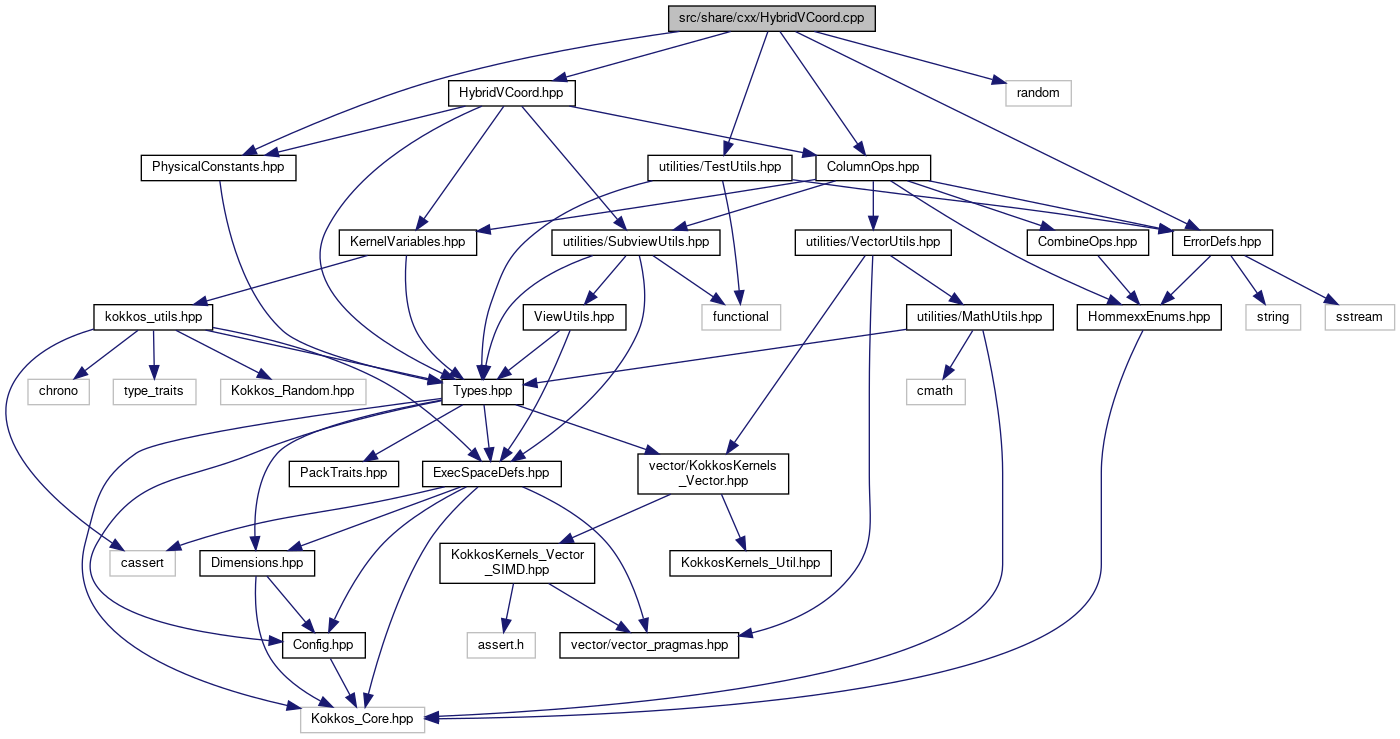 src/share/cxx/HybridVCoord.cpp
HybridVCoord.hpp
random
PhysicalConstants.hpp
utilities/TestUtils.hpp
ColumnOps.hpp
KernelVariables.hpp
utilities/SubviewUtils.hpp
utilities/VectorUtils.hpp
CombineOps.hpp
ErrorDefs.hpp
kokkos_utils.hpp
ViewUtils.hpp
functional
utilities/MathUtils.hpp
HommexxEnums.hpp
string
sstream
chrono
type_traits
Kokkos_Random.hpp
Types.hpp
cmath
PackTraits.hpp
ExecSpaceDefs.hpp
vector/KokkosKernels
_Vector.hpp
cassert
Dimensions.hpp
KokkosKernels_Vector
_SIMD.hpp
KokkosKernels_Util.hpp
Config.hpp
assert.h
vector/vector_pragmas.hpp
Kokkos_Core.hpp